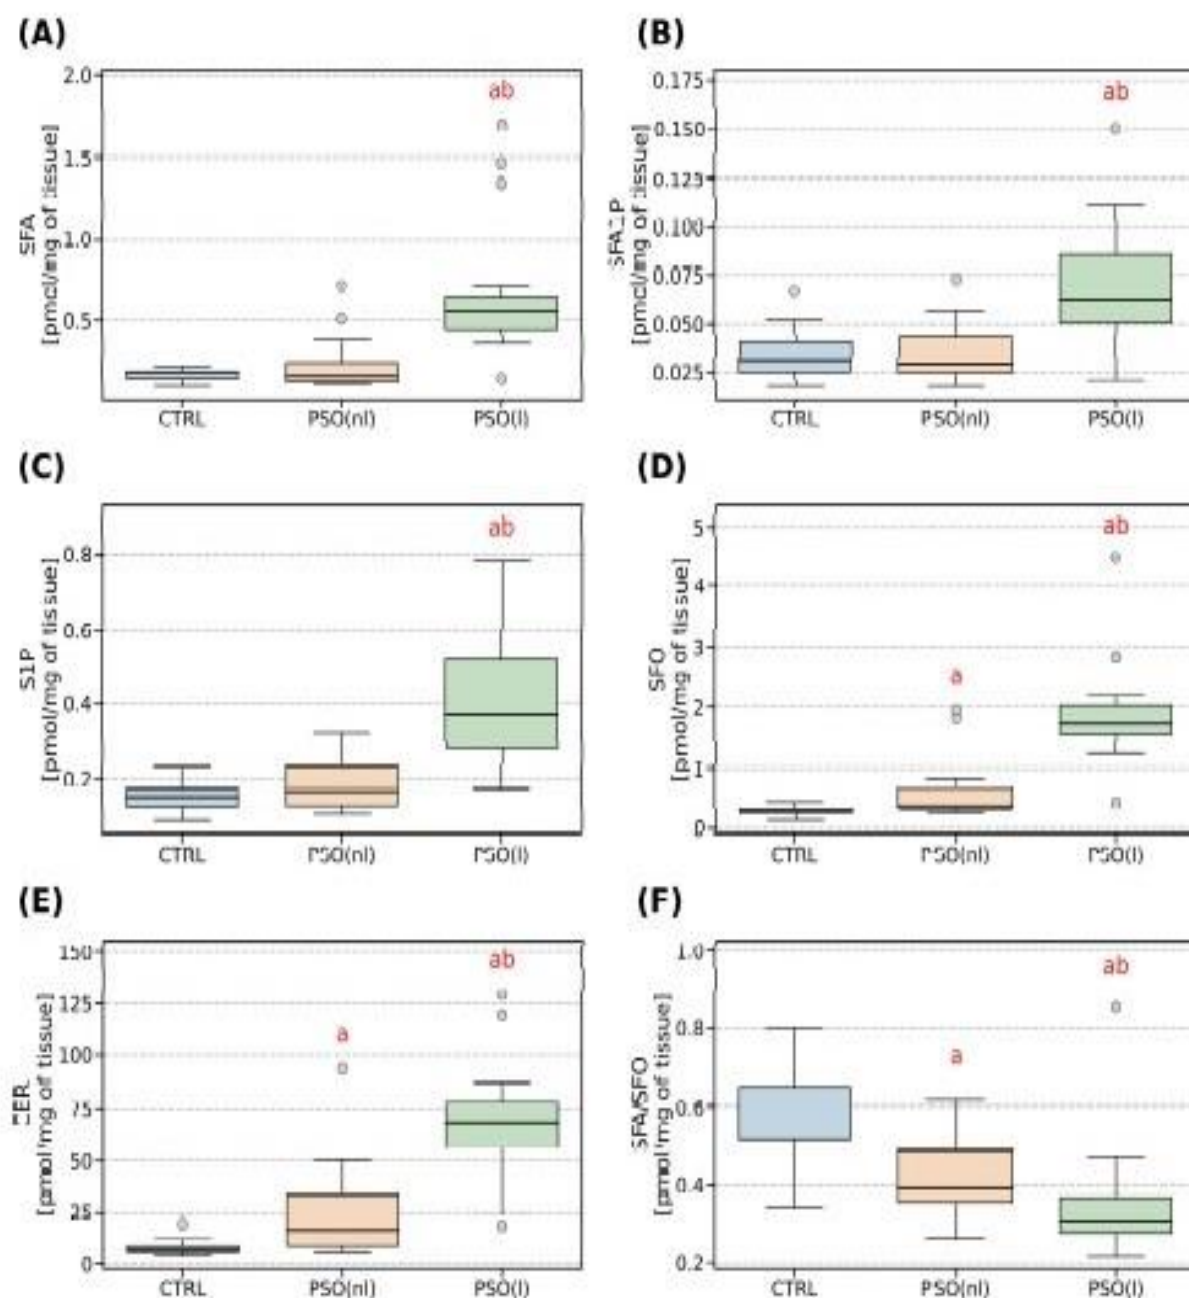 (A)
2.0
1.5
1.0
0.5
SFA
[pmol/mg of tissue]
ab
CTRL PSO(nl) PSO(l)
(B)
0.175
0.150
0.125
0.100
0.075
0.050
0.025
SFA1P
[pmol/mg of tissue]
ab
CTRL PSO(nl) PSO(l)
(C)
0.8
0.6
0.4
0.2
S1P
[pmol/mg of tissue]
ab
CTRL PSO(nl) PSO(l)
(D)
5
4
3
2
1
0
SFO
[pmol/mg of tissue]
a
ab
CTRL PSO(nl) PSO(l)
(E)
150
125
100
75
50
25
0
CER
[pmol/mg of tissue]
a
ab
CTRL PSO(nl) PSO(l)
(F)
1.0
0.8
0.6
0.4
0.2
SFA/SFO
[pmol/mg of tissue]
a
ab
CTRL PSO(nl) PSO(l)